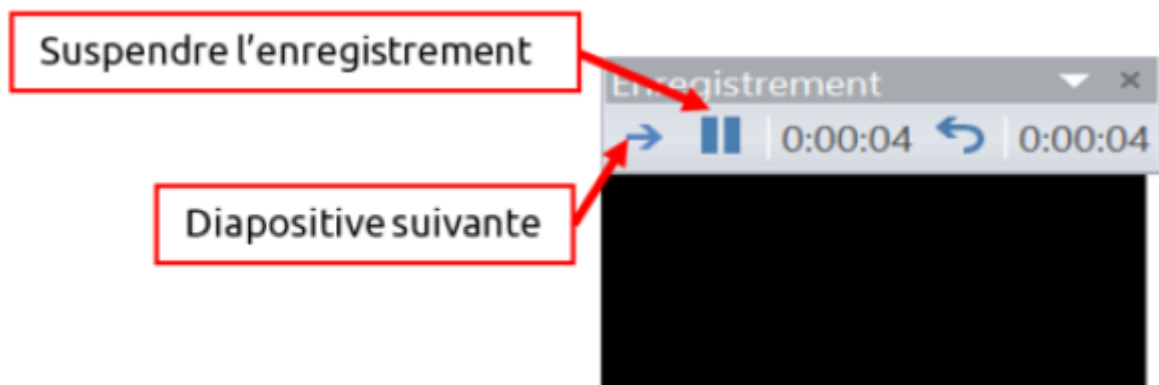 Suspendre l'enregistrement
Enregistrement
0:00:04 0:00:04
Diapositive suivante